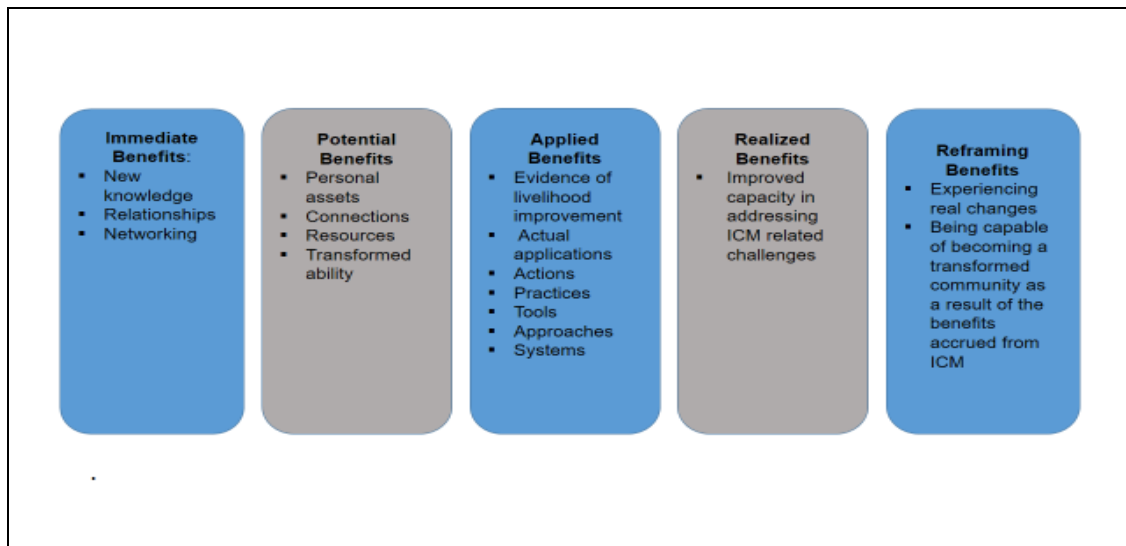 Immediate
Benefits:
▪ New
knowledge
▪ Relationships
▪ Networking
Potential
Benefits
▪ Personal
assets
▪ Connections
▪ Resources
▪ Transformed
ability
Applied
Benefits
▪ Evidence of
livelihood
improvement
▪ Actual
applications
▪ Actions
▪ Practices
▪ Tools
▪ Approaches
▪ Systems
Realized
Benefits
▪ Improved
capacity in
addressing
ICM related
challenges
Reframing
Benefits
▪ Experiencing
real changes
▪ Being capable
of becoming a
transformed
community as
a result of the
benefits
accrued from
ICM
.